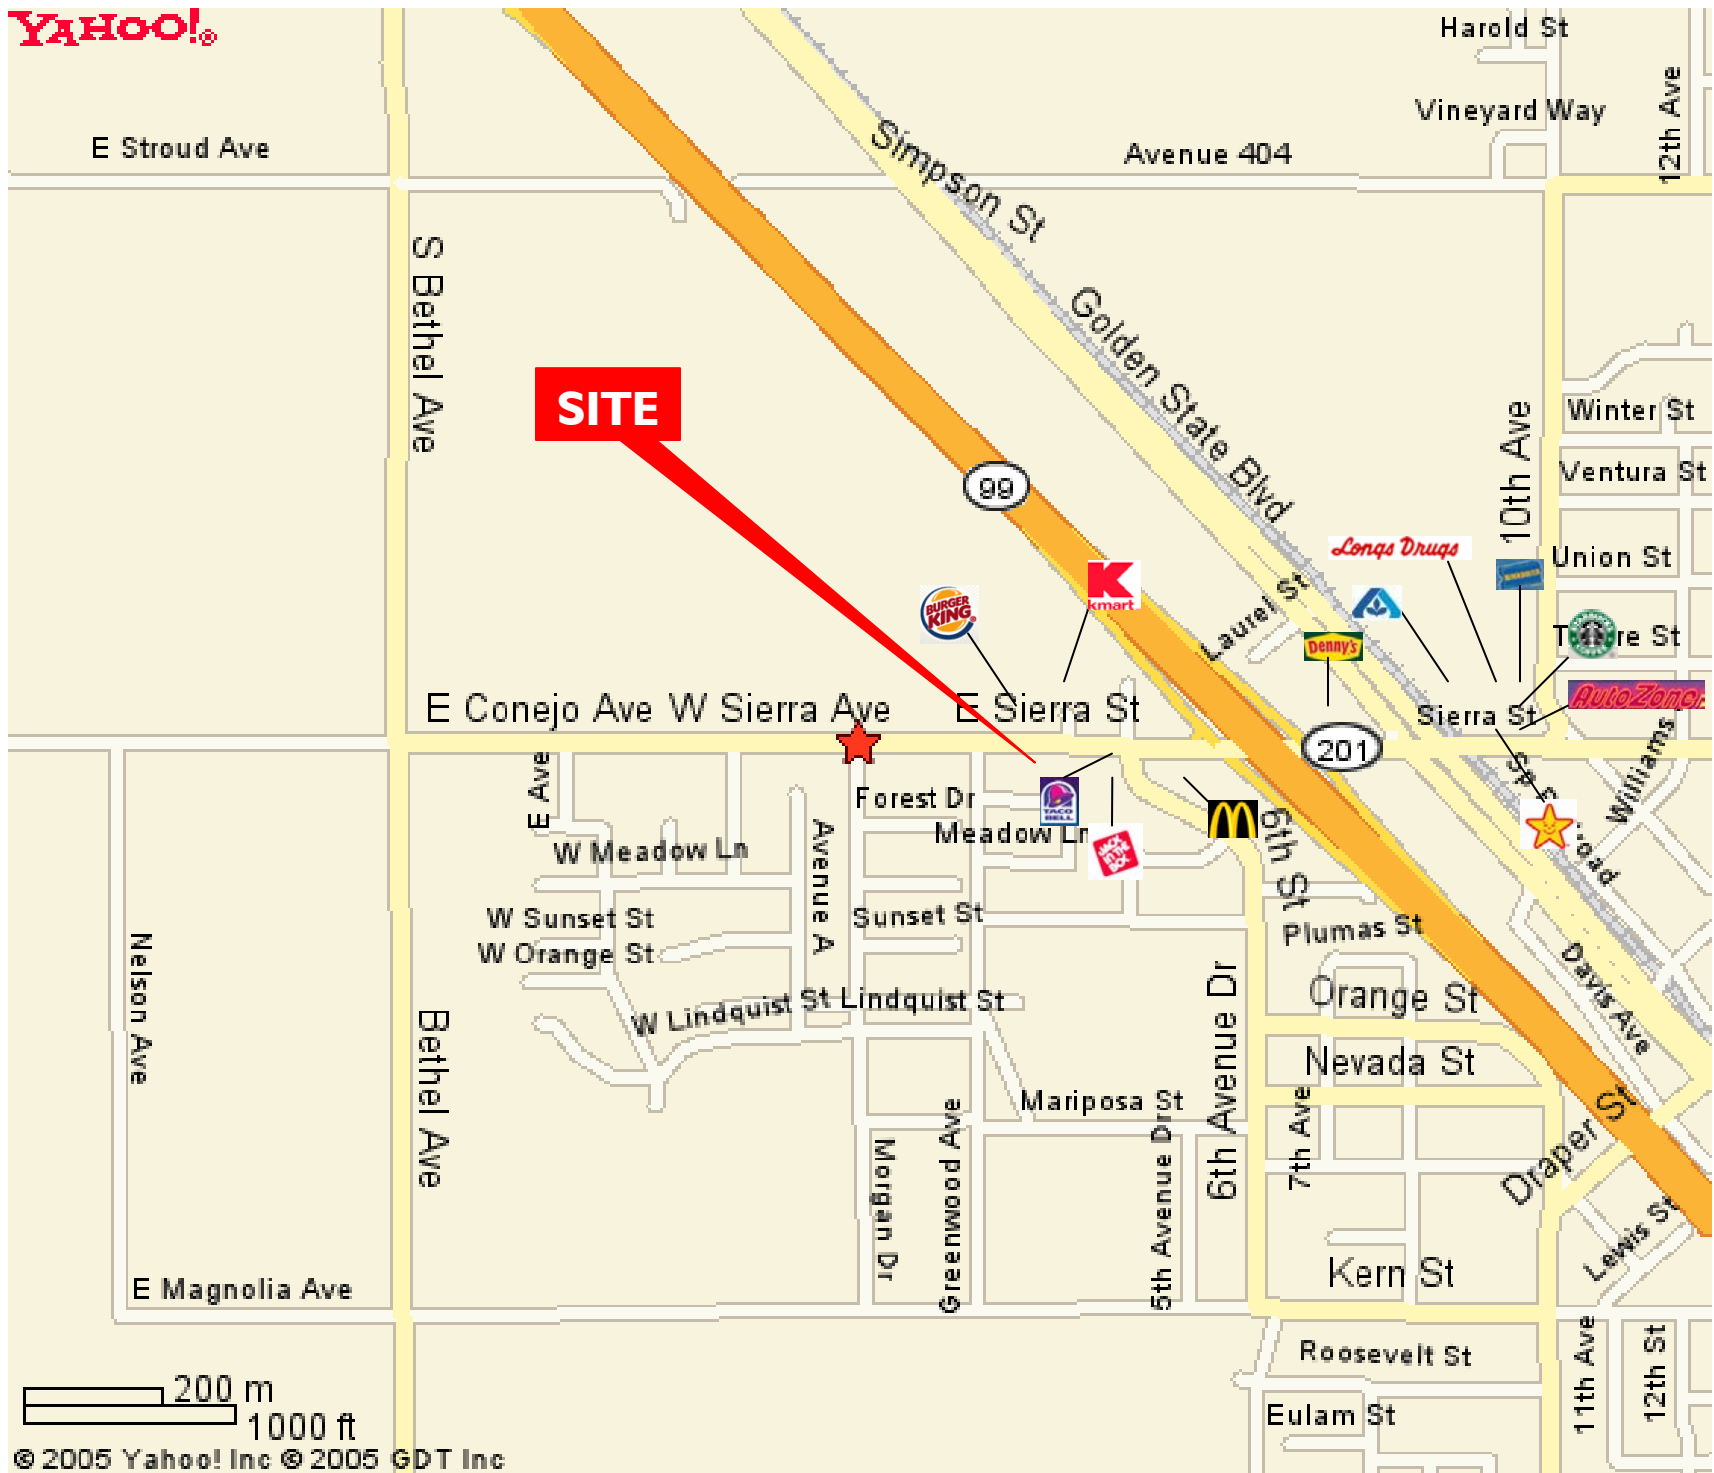 YAHOO!®
Harold St
Vineyard Way
12th Ave
E Stroud Ave
Avenue 404
Simpson St
S Bethel Ave
Golden State Blvd
SITE
99
10th Ave
Winter St
Ventura St
Union St
Longs Drugs
kmart
BURGER KING
Laurel St
Denny's
AutoZone
E Conejo Ave
W Sierra Ave
E Sierra St
Sierra St
201
Williams
E Ave
Forest Dr
TACO BELL
Meadow Ln
JACK IN THE BOX
6th St
W Meadow Ln
Avenue A
W Sunset St
Sunset St
Plumas St
W Orange St
Nelson Ave
Davis Ave
Orange St
W Lindquist St
Lindquist St
Bethel Ave
6th Avenue Dr
Nevada St
Mariposa St
7th Ave
Draper St
Morgan Dr
Greenwood Ave
5th Avenue Dr
Lewis St
Kern St
E Magnolia Ave
Roosevelt St
11th Ave
12th St
200 m
1000 ft
Eulam St
© 2005 Yahoo! Inc © 2005 GDT Inc